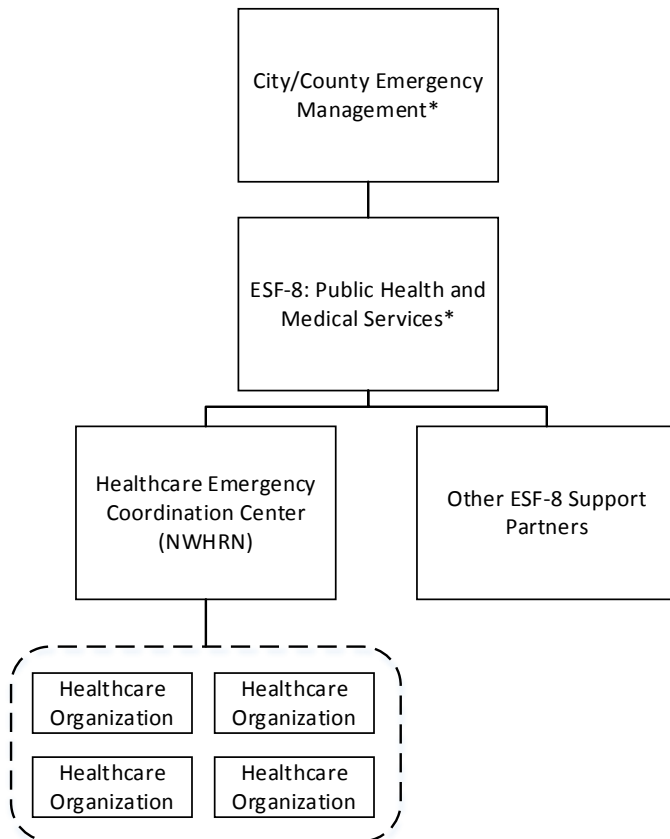 City/County Emergency
Management*
ESF-8: Public Health and
Medical Services*
Healthcare Emergency
Coordination Center
(NWHRN)
Other ESF-8 Support
Partners
Healthcare
Organization
Healthcare
Organization
Healthcare
Organization
Healthcare
Organization